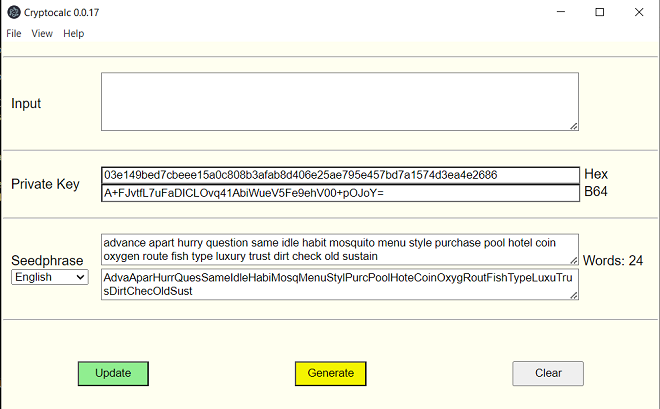 Cryptocalc 0.0.17
File View Help
Input
Private Key
03e149bed7cbeee15a0c808b3afab8d406e25ae795e457bd7a1574d3ea4e2686 Hex
A+FJvtfL7uFaDICLOvq41AbiWueV5Fe9ehV00+pOJoY= B64
advance apart hurry question same idle habit mosquito menu style purchase pool hotel coin
oxygen route fish type luxury trust dirt check old sustain
Seedphrase
Words: 24
English
AdvaAparHurrQuesSameIdleHabiMosqMenuStylPurcPoolHoteCoinOxygRoutFishTypeLuxuTru
sDirtChecOldSust
Update Generate Clear